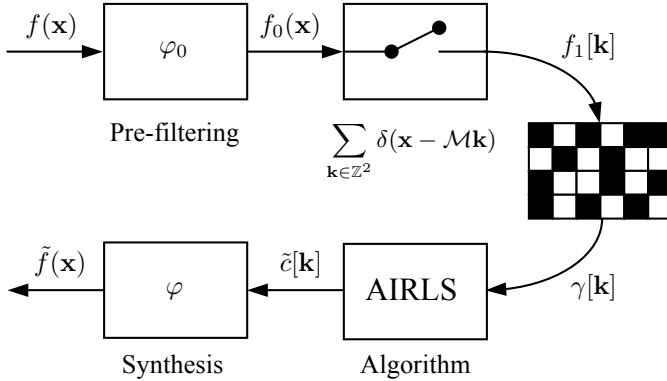 f(x)
φ₀
f₀(x)
f₁[k]
Pre-filtering
∑ δ(x − ℳk)
k∈ℤ²
f̃(x)
φ
c̃[k]
AIRLS
γ[k]
Synthesis
Algorithm